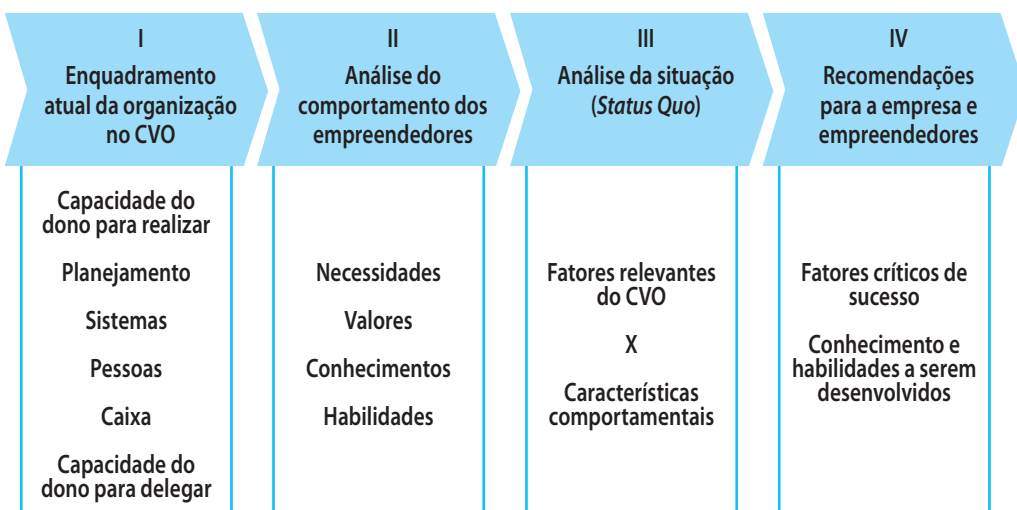 I
Enquadramento
atual da organização
no CVO
II
Análise do
comportamento dos
empreendedores
III
Análise da situação
(Status Quo)
IV
Recomendações
para a empresa e
empreendedores
Capacidade do
dono para realizar
Planejamento
Sistemas
Pessoas
Caixa
Capacidade do
dono para delegar
Necessidades
Valores
Conhecimentos
Habilidades
Fatores relevantes
do CVO
X
Características
comportamentais
Fatores críticos de
sucesso
Conhecimento e
habilidades a serem
desenvolvidos